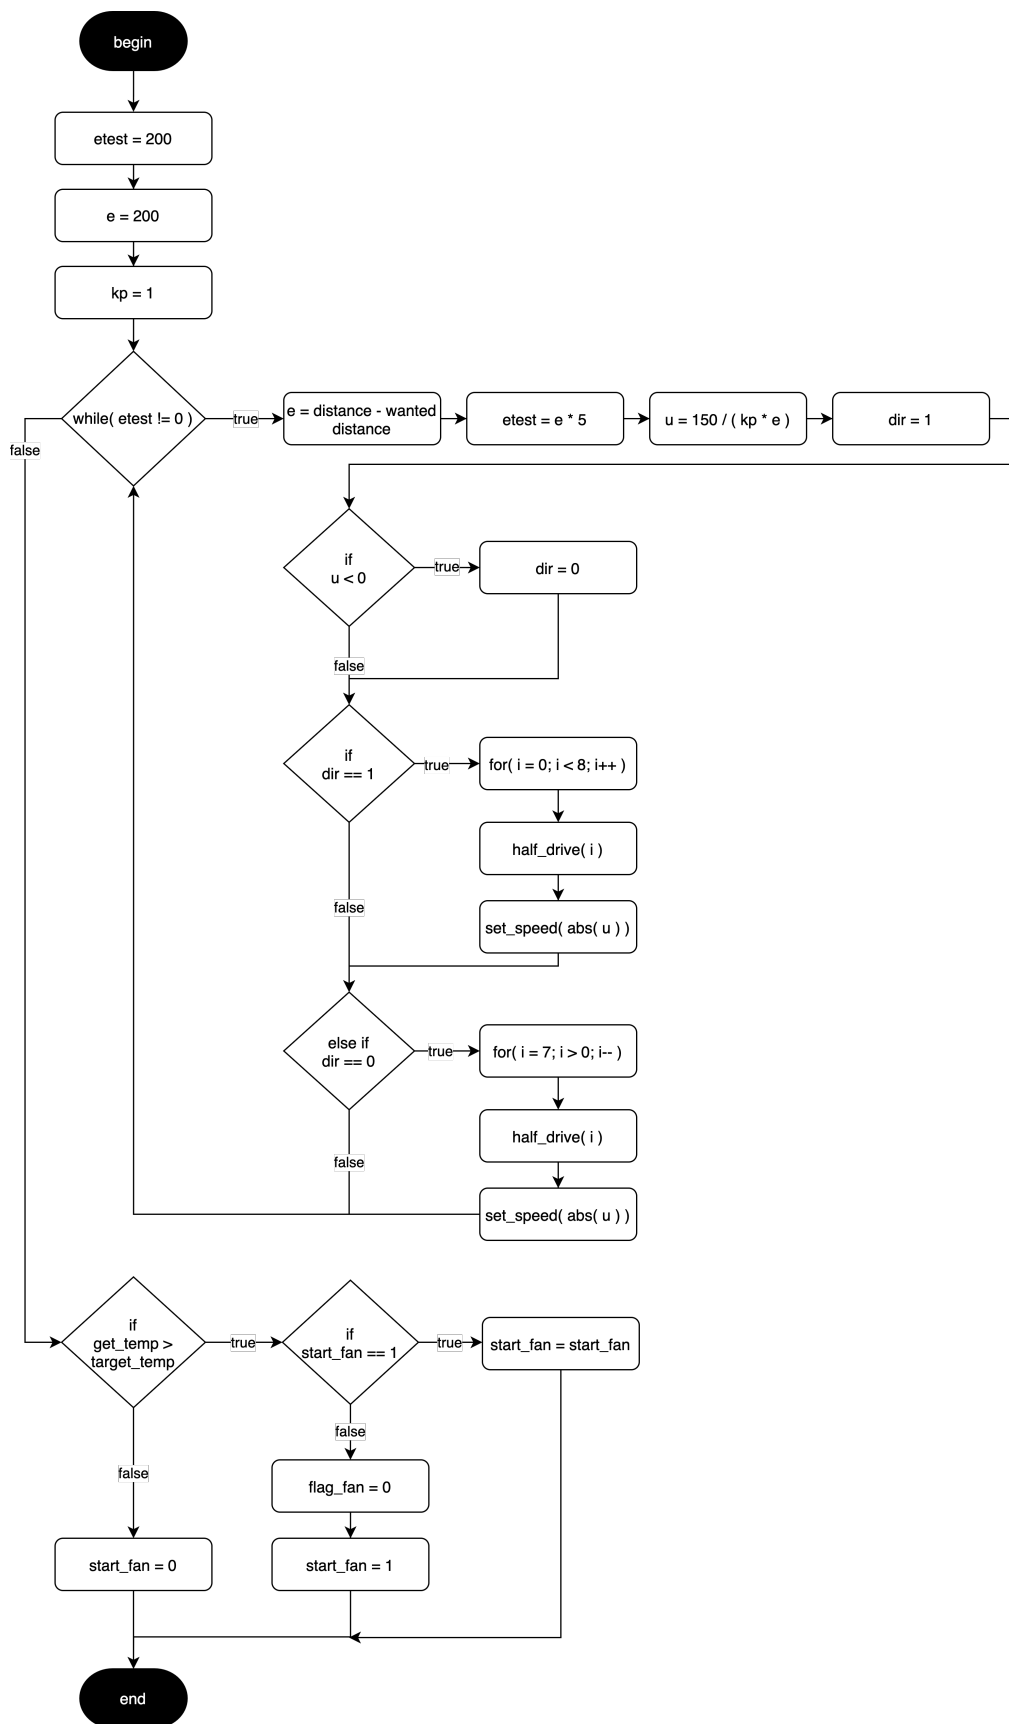 begin
etest = 200
e = 200
kp = 1
while( etest != 0 )
true
e = distance - wanted
distance
etest = e * 5
u = 150 / ( kp * e )
dir = 1
false
if
u < 0
true
dir = 0
false
if
dir == 1
true
for( i = 0; i < 8; i++ )
half_drive( i )
set_speed( abs( u ) )
false
else if
dir == 0
true
for( i = 7; i > 0; i-- )
half_drive( i )
set_speed( abs( u ) )
false
if
get_temp >
target_temp
true
if
start_fan == 1
true
start_fan = start_fan
false
flag_fan = 0
start_fan = 1
false
start_fan = 0
end